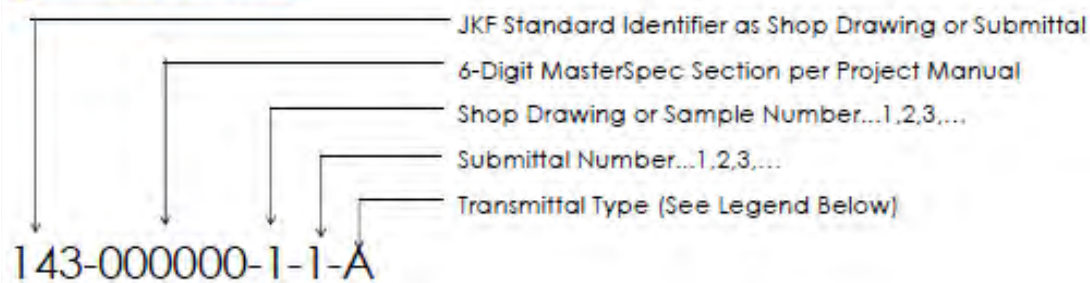 JKF Standard Identifier as Shop Drawing or Submittal
6-Digit MasterSpec Section per Project Manual
Shop Drawing or Sample Number...1,2,3,...
Submittal Number...1,2,3,...
Transmittal Type (See Legend Below)
143-000000-1-1-A